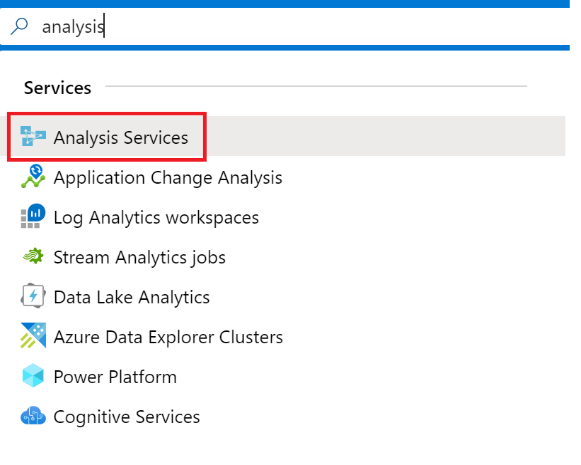 analysis
Services
Analysis Services
Application Change Analysis
Log Analytics workspaces
Stream Analytics jobs
Data Lake Analytics
Azure Data Explorer Clusters
Power Platform
Cognitive Services